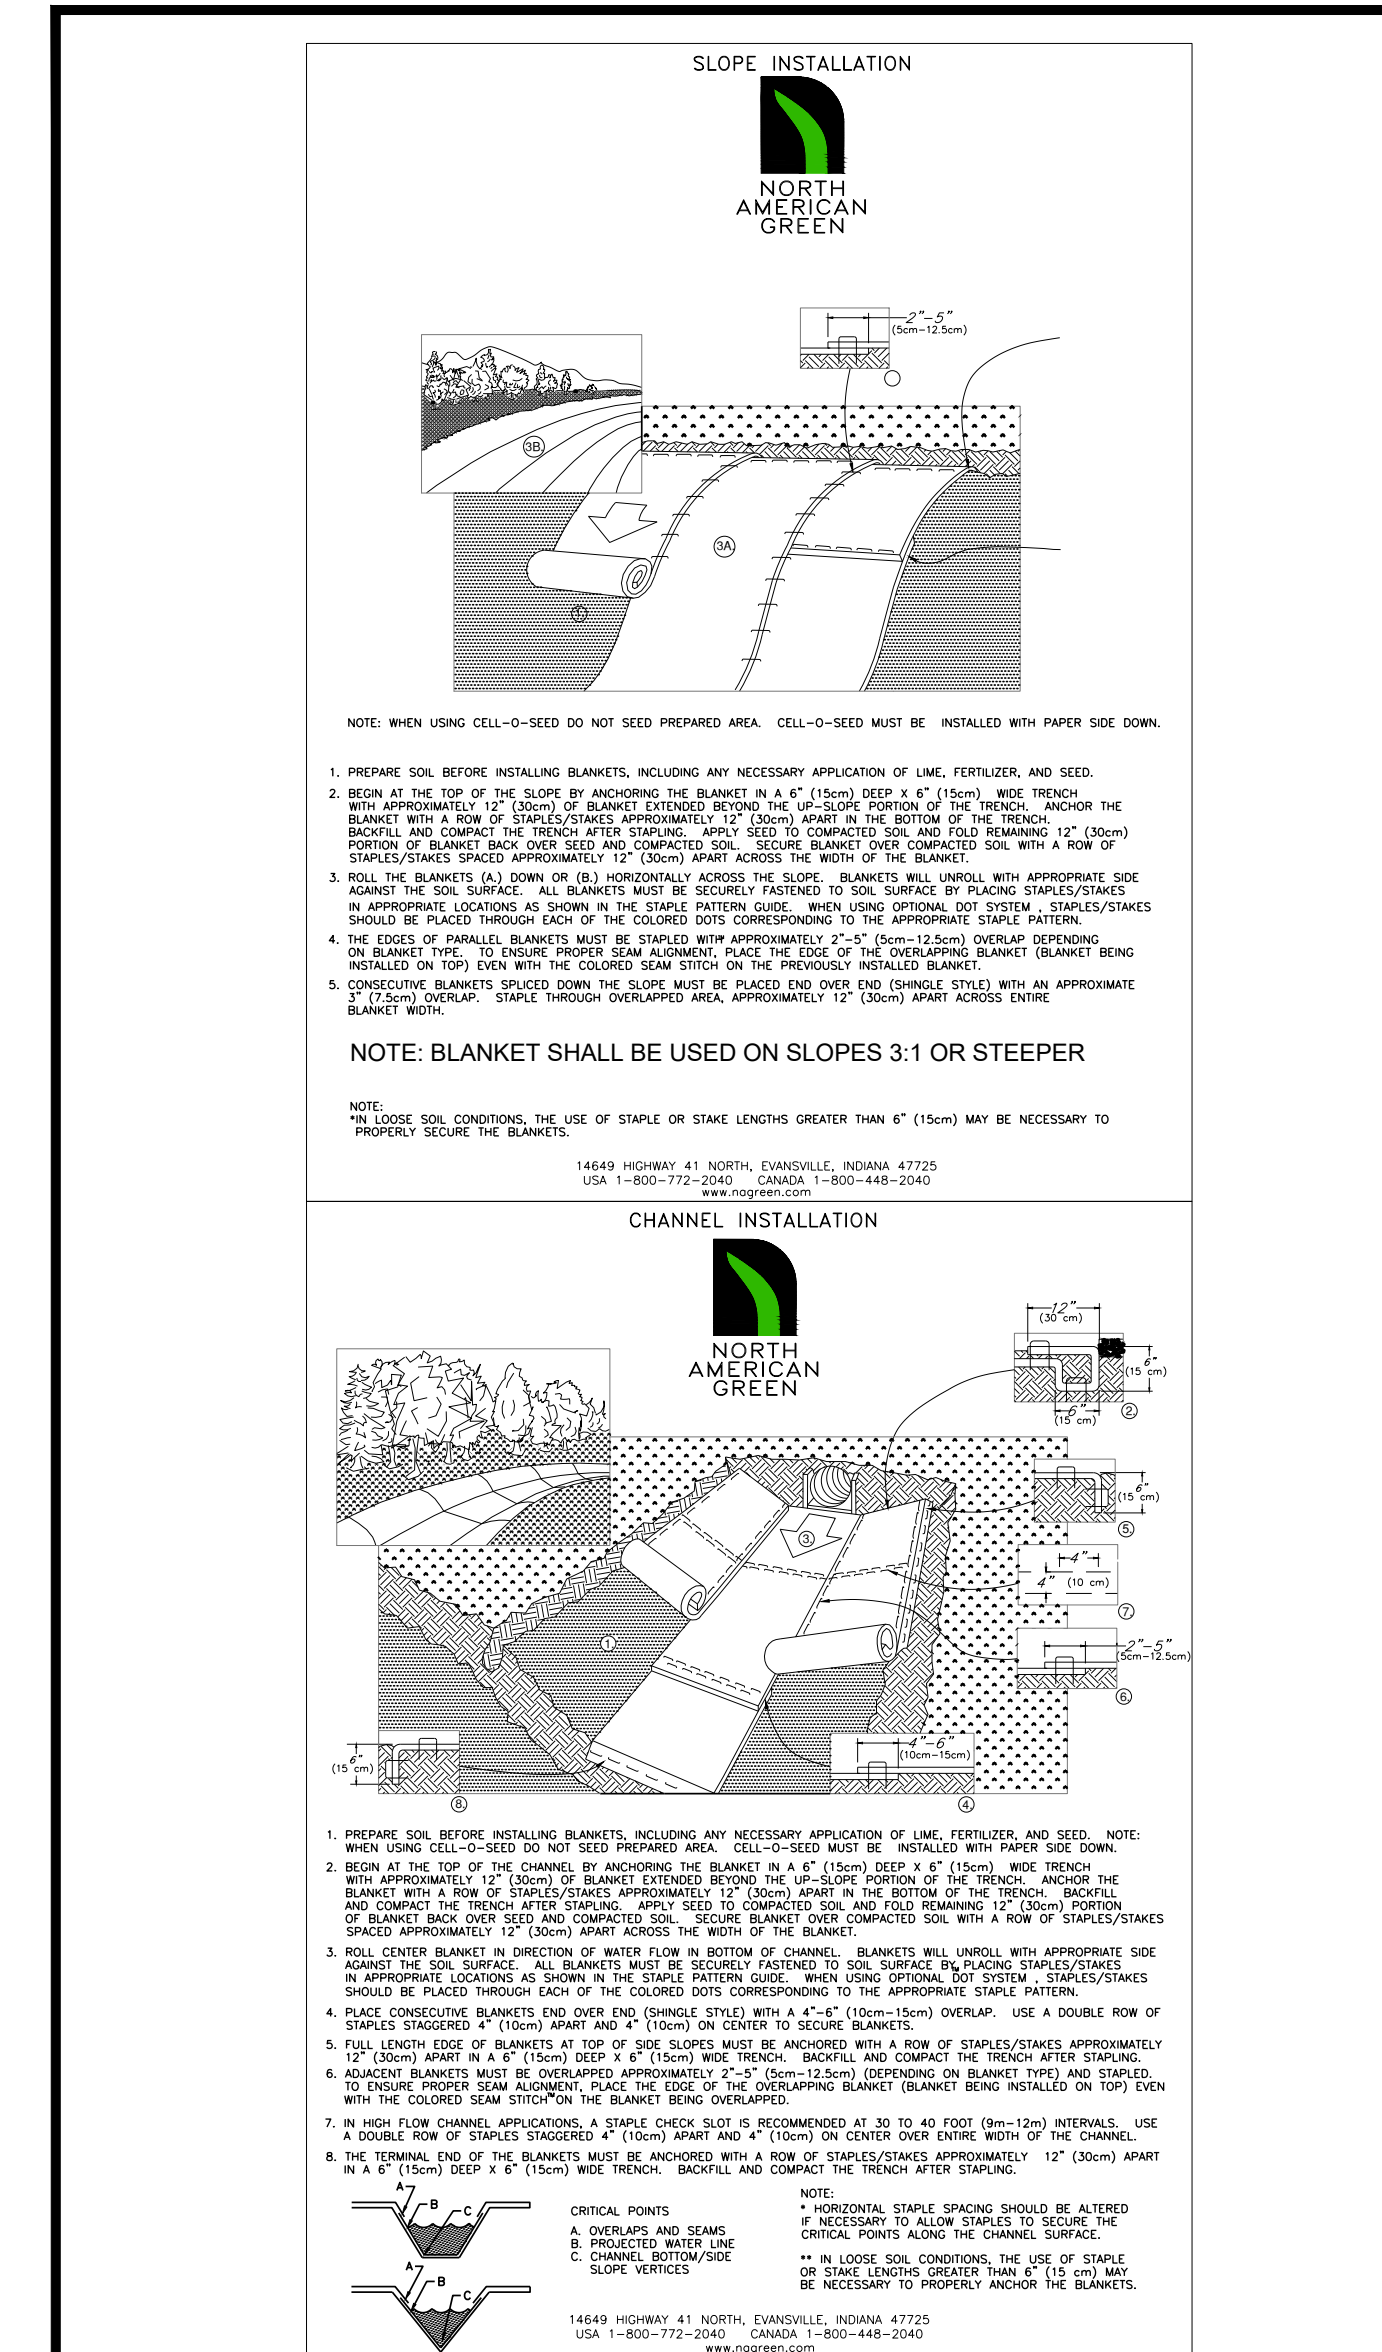 SLOPE INSTALLATION
NORTH
AMERICAN
GREEN
2"-5"
(5cm-12.5cm)
3B.
3A.
1.
NOTE: WHEN USING CELL-O-SEED DO NOT SEED PREPARED AREA. CELL-O-SEED MUST BE INSTALLED WITH PAPER SIDE DOWN.
1. PREPARE SOIL BEFORE INSTALLING BLANKETS, INCLUDING ANY NECESSARY APPLICATION OF LIME, FERTILIZER, AND SEED.
2. BEGIN AT THE TOP OF THE SLOPE BY ANCHORING THE BLANKET IN A 6" (15cm) DEEP X 6" (15cm) WIDE TRENCH
WITH APPROXIMATELY 12" (30cm) OF BLANKET EXTENDED BEYOND THE UP-SLOPE PORTION OF THE TRENCH. ANCHOR THE
BLANKET WITH A ROW OF STAPLES/STAKES APPROXIMATELY 12" (30cm) APART IN THE BOTTOM OF THE TRENCH.
BACKFILL AND COMPACT THE TRENCH AFTER STAPLING. APPLY SEED TO COMPACTED SOIL AND FOLD REMAINING 12" (30cm)
PORTION OF BLANKET BACK OVER SEED AND COMPACTED SOIL. SECURE BLANKET OVER COMPACTED SOIL WITH A ROW OF
STAPLES/STAKES SPACED APPROXIMATELY 12" (30cm) APART ACROSS THE WIDTH OF THE BLANKET.
3. ROLL THE BLANKETS (A.) DOWN OR (B.) HORIZONTALLY ACROSS THE SLOPE. BLANKETS WILL UNROLL WITH APPROPRIATE SIDE
AGAINST THE SOIL SURFACE. ALL BLANKETS MUST BE SECURELY FASTENED TO SOIL SURFACE BY PLACING STAPLES/STAKES
IN APPROPRIATE LOCATIONS AS SHOWN IN THE STAPLE PATTERN GUIDE. WHEN USING OPTIONAL DOT SYSTEM , STAPLES/STAKES
SHOULD BE PLACED THROUGH EACH OF THE COLORED DOTS CORRESPONDING TO THE APPROPRIATE STAPLE PATTERN.
4. THE EDGES OF PARALLEL BLANKETS MUST BE STAPLED WITH APPROXIMATELY 2"-5" (5cm-12.5cm) OVERLAP DEPENDING
ON BLANKET TYPE. TO ENSURE PROPER SEAM ALIGNMENT, PLACE THE EDGE OF THE OVERLAPPING BLANKET (BLANKET BEING
INSTALLED ON TOP) EVEN WITH THE COLORED SEAM STITCH ON THE PREVIOUSLY INSTALLED BLANKET.
5. CONSECUTIVE BLANKETS SPLICED DOWN THE SLOPE MUST BE PLACED END OVER END (SHINGLE STYLE) WITH AN APPROXIMATE
3" (7.5cm) OVERLAP. STAPLE THROUGH OVERLAPPED AREA, APPROXIMATELY 12" (30cm) APART ACROSS ENTIRE
BLANKET WIDTH.
NOTE: BLANKET SHALL BE USED ON SLOPES 3:1 OR STEEPER
NOTE:
*IN LOOSE SOIL CONDITIONS, THE USE OF STAPLE OR STAKE LENGTHS GREATER THAN 6" (15cm) MAY BE NECESSARY TO
PROPERLY SECURE THE BLANKETS.
14649 HIGHWAY 41 NORTH, EVANSVILLE, INDIANA 47725
USA 1-800-772-2040 CANADA 1-800-448-2040
www.nagreen.com
CHANNEL INSTALLATION
NORTH
AMERICAN
GREEN
12"
(30 cm)
6"
(15 cm)
6"
(15 cm)
2.
6"
(15 cm)
5.
3.
4"
4" (10 cm)
7.
1.
2"-5"
(5cm-12.5cm)
6.
4"-6"
(10cm-15cm)
4.
6"
(15 cm)
8.
1. PREPARE SOIL BEFORE INSTALLING BLANKETS, INCLUDING ANY NECESSARY APPLICATION OF LIME, FERTILIZER, AND SEED. NOTE:
WHEN USING CELL-O-SEED DO NOT SEED PREPARED AREA. CELL-O-SEED MUST BE INSTALLED WITH PAPER SIDE DOWN.
2. BEGIN AT THE TOP OF THE CHANNEL BY ANCHORING THE BLANKET IN A 6" (15cm) DEEP X 6" (15cm) WIDE TRENCH
WITH APPROXIMATELY 12" (30cm) OF BLANKET EXTENDED BEYOND THE UP-SLOPE PORTION OF THE TRENCH. ANCHOR THE
BLANKET WITH A ROW OF STAPLES/STAKES APPROXIMATELY 12" (30cm) APART IN THE BOTTOM OF THE TRENCH. BACKFILL
AND COMPACT THE TRENCH AFTER STAPLING. APPLY SEED TO COMPACTED SOIL AND FOLD REMAINING 12" (30cm) PORTION
OF BLANKET BACK OVER SEED AND COMPACTED SOIL. SECURE BLANKET OVER COMPACTED SOIL WITH A ROW OF STAPLES/STAKES
SPACED APPROXIMATELY 12" (30cm) APART ACROSS THE WIDTH OF THE BLANKET.
3. ROLL CENTER BLANKET IN DIRECTION OF WATER FLOW IN BOTTOM OF CHANNEL. BLANKETS WILL UNROLL WITH APPROPRIATE SIDE
AGAINST THE SOIL SURFACE. ALL BLANKETS MUST BE SECURELY FASTENED TO SOIL SURFACE BY PLACING STAPLES/STAKES
IN APPROPRIATE LOCATIONS AS SHOWN IN THE STAPLE PATTERN GUIDE. WHEN USING OPTIONAL DOT SYSTEM™, STAPLES/STAKES
SHOULD BE PLACED THROUGH EACH OF THE COLORED DOTS CORRESPONDING TO THE APPROPRIATE STAPLE PATTERN.
4. PLACE CONSECUTIVE BLANKETS END OVER END (SHINGLE STYLE) WITH A 4"-6" (10cm-15cm) OVERLAP. USE A DOUBLE ROW OF
STAPLES STAGGERED 4" (10cm) APART AND 4" (10cm) ON CENTER TO SECURE BLANKETS.
5. FULL LENGTH EDGE OF BLANKETS AT TOP OF SIDE SLOPES MUST BE ANCHORED WITH A ROW OF STAPLES/STAKES APPROXIMATELY
12" (30cm) APART IN A 6" (15cm) DEEP X 6" (15cm) WIDE TRENCH. BACKFILL AND COMPACT THE TRENCH AFTER STAPLING.
6. ADJACENT BLANKETS MUST BE OVERLAPPED APPROXIMATELY 2"-5" (5cm-12.5cm) (DEPENDING ON BLANKET TYPE) AND STAPLED.
TO ENSURE PROPER SEAM ALIGNMENT, PLACE THE EDGE OF THE OVERLAPPING BLANKET (BLANKET BEING INSTALLED ON TOP) EVEN
WITH THE COLORED SEAM STITCH™ ON THE BLANKET BEING OVERLAPPED.
7. IN HIGH FLOW CHANNEL APPLICATIONS, A STAPLE CHECK SLOT IS RECOMMENDED AT 30 TO 40 FOOT (9m-12m) INTERVALS. USE
A DOUBLE ROW OF STAPLES STAGGERED 4" (10cm) APART AND 4" (10cm) ON CENTER OVER ENTIRE WIDTH OF THE CHANNEL.
8. THE TERMINAL END OF THE BLANKETS MUST BE ANCHORED WITH A ROW OF STAPLES/STAKES APPROXIMATELY 12" (30cm) APART
IN A 6" (15cm) DEEP X 6" (15cm) WIDE TRENCH. BACKFILL AND COMPACT THE TRENCH AFTER STAPLING.
A
B
C
A
B
C
CRITICAL POINTS
A. OVERLAPS AND SEAMS
B. PROJECTED WATER LINE
C. CHANNEL BOTTOM/SIDE
SLOPE VERTICES
NOTE:
* HORIZONTAL STAPLE SPACING SHOULD BE ALTERED
IF NECESSARY TO ALLOW STAPLES TO SECURE THE
CRITICAL POINTS ALONG THE CHANNEL SURFACE.
** IN LOOSE SOIL CONDITIONS, THE USE OF STAPLE
OR STAKE LENGTHS GREATER THAN 6" (15 cm) MAY
BE NECESSARY TO PROPERLY ANCHOR THE BLANKETS.
14649 HIGHWAY 41 NORTH, EVANSVILLE, INDIANA 47725
USA 1-800-772-2040 CANADA 1-800-448-2040
www.nagreen.com